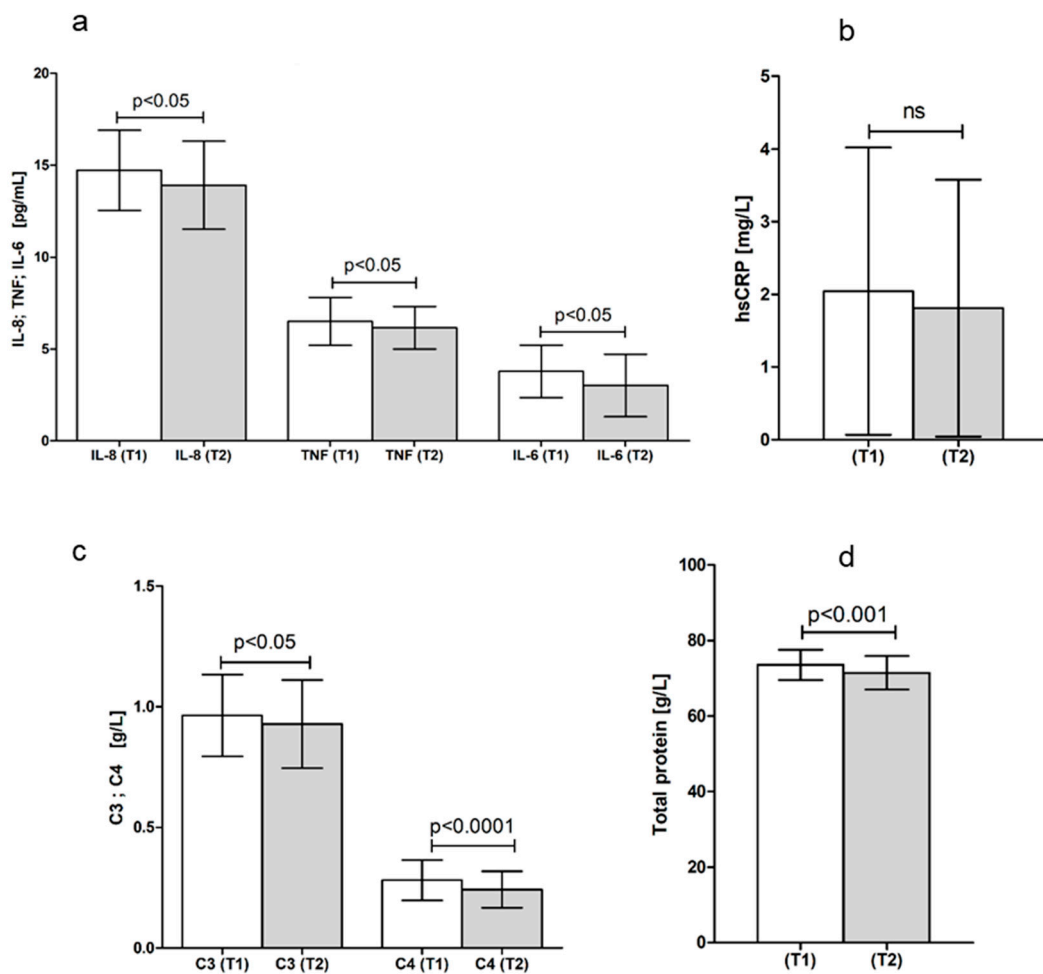 a
IL-8; TNF; IL-6 [pg/mL]
20
15
10
5
0
p<0.05
p<0.05
p<0.05
IL-8 (T1) IL-8 (T2) TNF (T1) TNF (T2) IL-6 (T1) IL-6 (T2)
b
hsCRP [mg/L]
5
4
3
2
1
0
ns
(T1) (T2)
c
C3 ; C4 [g/L]
1.5
1.0
0.5
0.0
p<0.05
p<0.0001
C3 (T1) C3 (T2) C4 (T1) C4 (T2)
d
Total protein [g/L]
100
80
60
40
20
0
p<0.001
(T1) (T2)